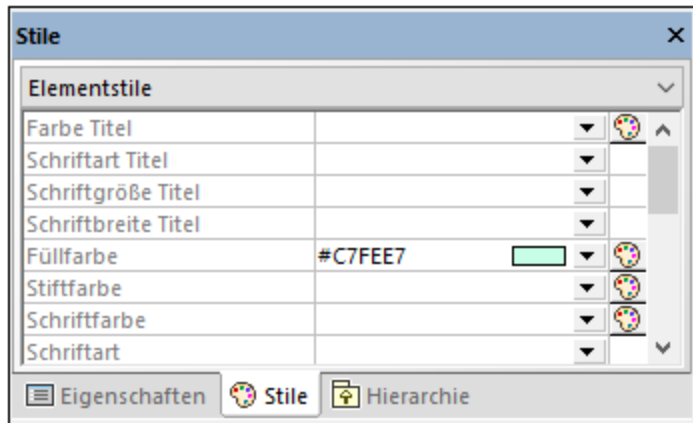 Stile
Elementstile
Farbe Titel
Schriftart Titel
Schriftgröße Titel
Schriftbreite Titel
Füllfarbe #C7FEE7
Stiftfarbe
Schriftfarbe
Schriftart
Eigenschaften Stile Hierarchie